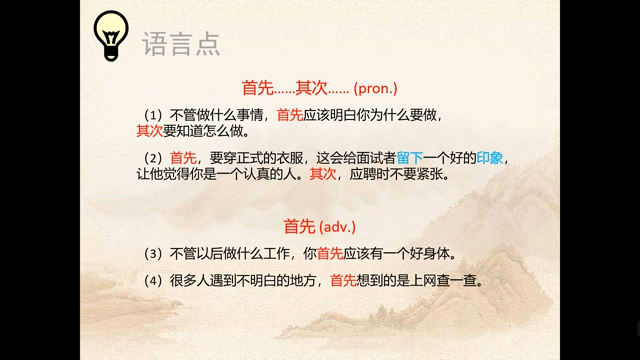 语言点
首先……其次…… (pron.)
（1）不管做什么事情，首先应该明白你为什么要做，
其次要知道怎么做。
（2）首先，要穿正式的衣服，这会给面试者留下一个好的印象，
让他觉得你是一个认真的人。其次，应聘时不要紧张。
首先 (adv.)
（3）不管以后做什么工作，你首先应该有一个好身体。
（4）很多人遇到不明白的地方，首先想到的是上网查一查。